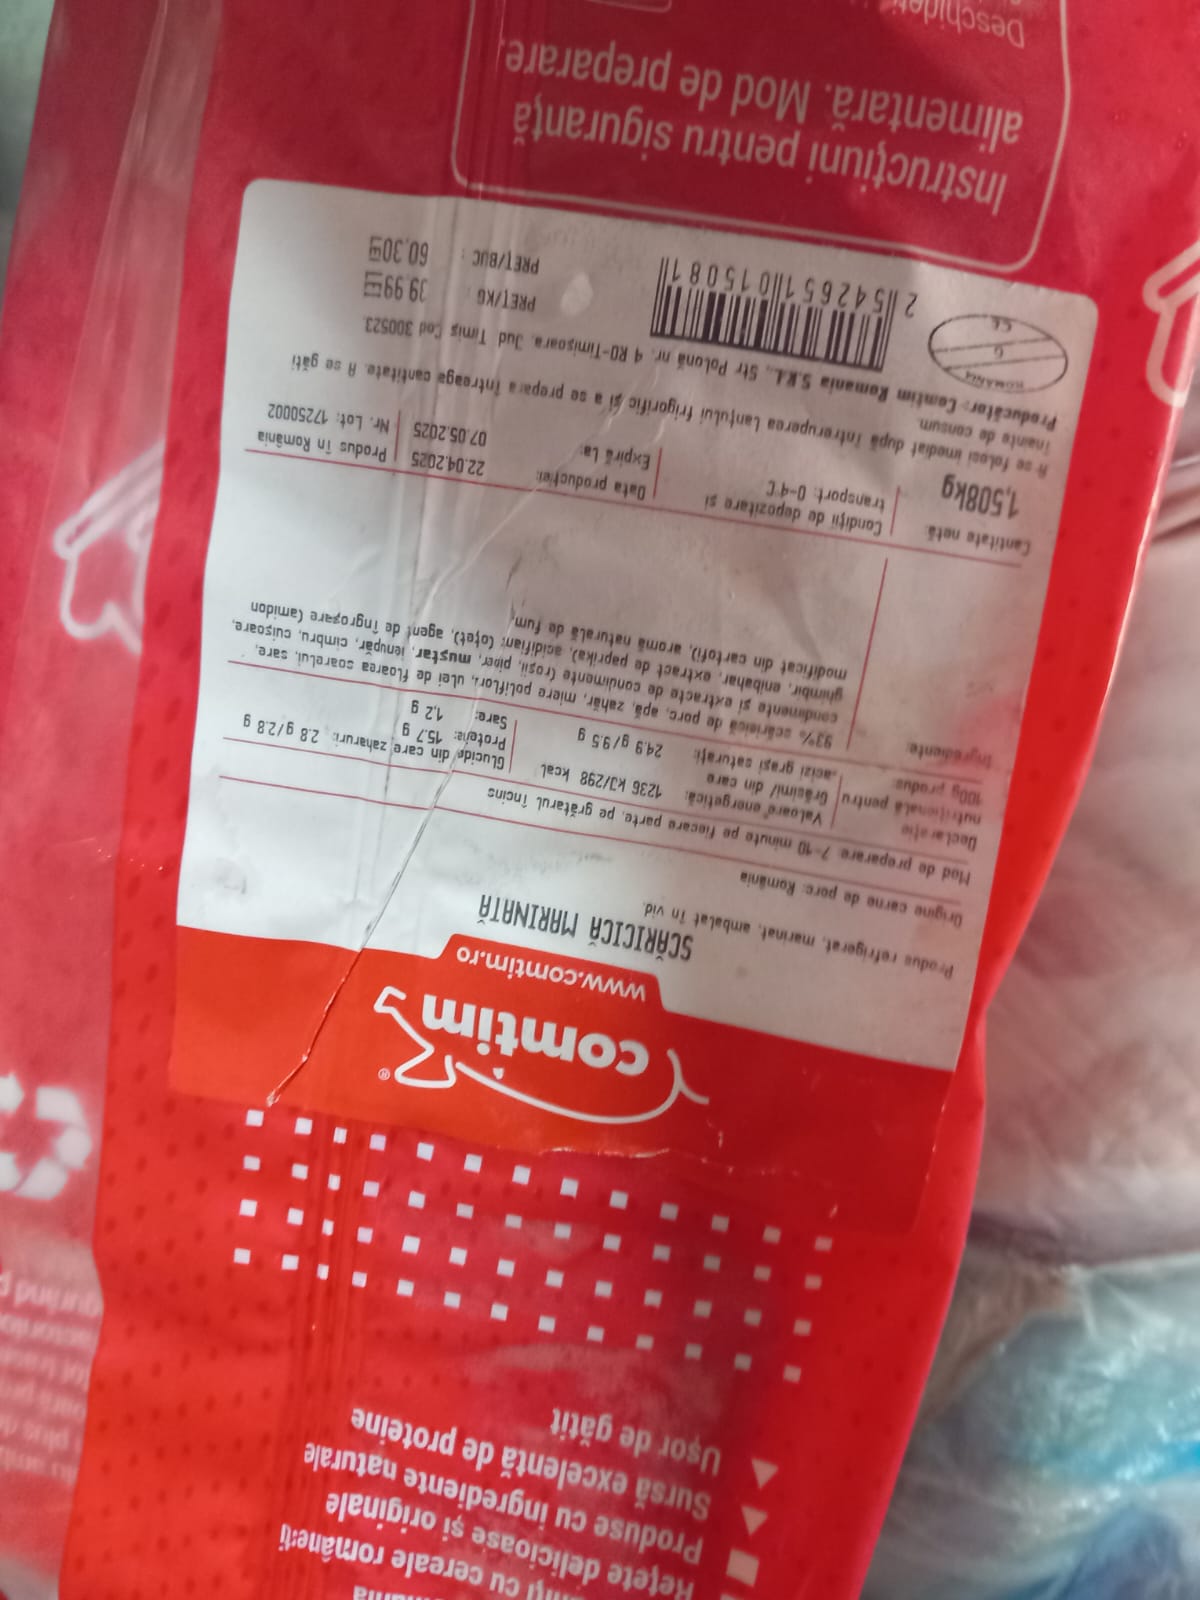 Rețete delicioase și originale
Produse cu ingrediente naturale
Sursă excelentă de proteine
Ușor de gătit
comtim®
www.comtim.ro
SCĂRICICĂ MARINATĂ
Produs refrigerat, marinat, ambalat în vid.
Origine carne de porc: România
Mod de preparare: 7-10 minute pe fiecare parte, pe grătarul încins
Declarație nutrițională pentru 100g produs:
Valoare energetică: 1236 kJ/298 kcal
Grăsimi/ din care acizi grași saturați: 24.9 g/9.5 g
Glucide din care zaharuri: 2.8 g/2.8 g
Proteine: 15.7 g
Sare: 1.2 g
Ingrediente:
93% scăricică de porc, apă, zahăr, miere polifloră, ulei de floarea soarelui, sare,
condimente și extracte de condimente (roșii, piper, muștar, ienupăr, cimbru, cuișoare,
ghimbir, enibahar, extract de paprika), acidifiant (oțet), agent de îngroșare (amidon
modificat din cartofi), aromă naturală de fum.
Cantitate netă:
1,508kg
Condiții de depozitare și
transport: 0-4°C
Data producției: 22.04.2025
Expiră la: 07.05.2025
Produs în România
Nr. Lot: 17250002
A se folosi imediat după întreruperea lanțului frigorific și a se prepara întreaga cantitate. A se găti
înainte de consum.
Producător: Comtim Romania S.R.L., Str Polonă nr. 4 RO-Timișoara, Jud Timiș Cod 300523.
ROMÂNIA
CE
2 542651 015081
PREȚ/KG : 39,99
PREȚ/BUC : 60,30
Instrucțiuni pentru siguranță
alimentară. Mod de preparare.